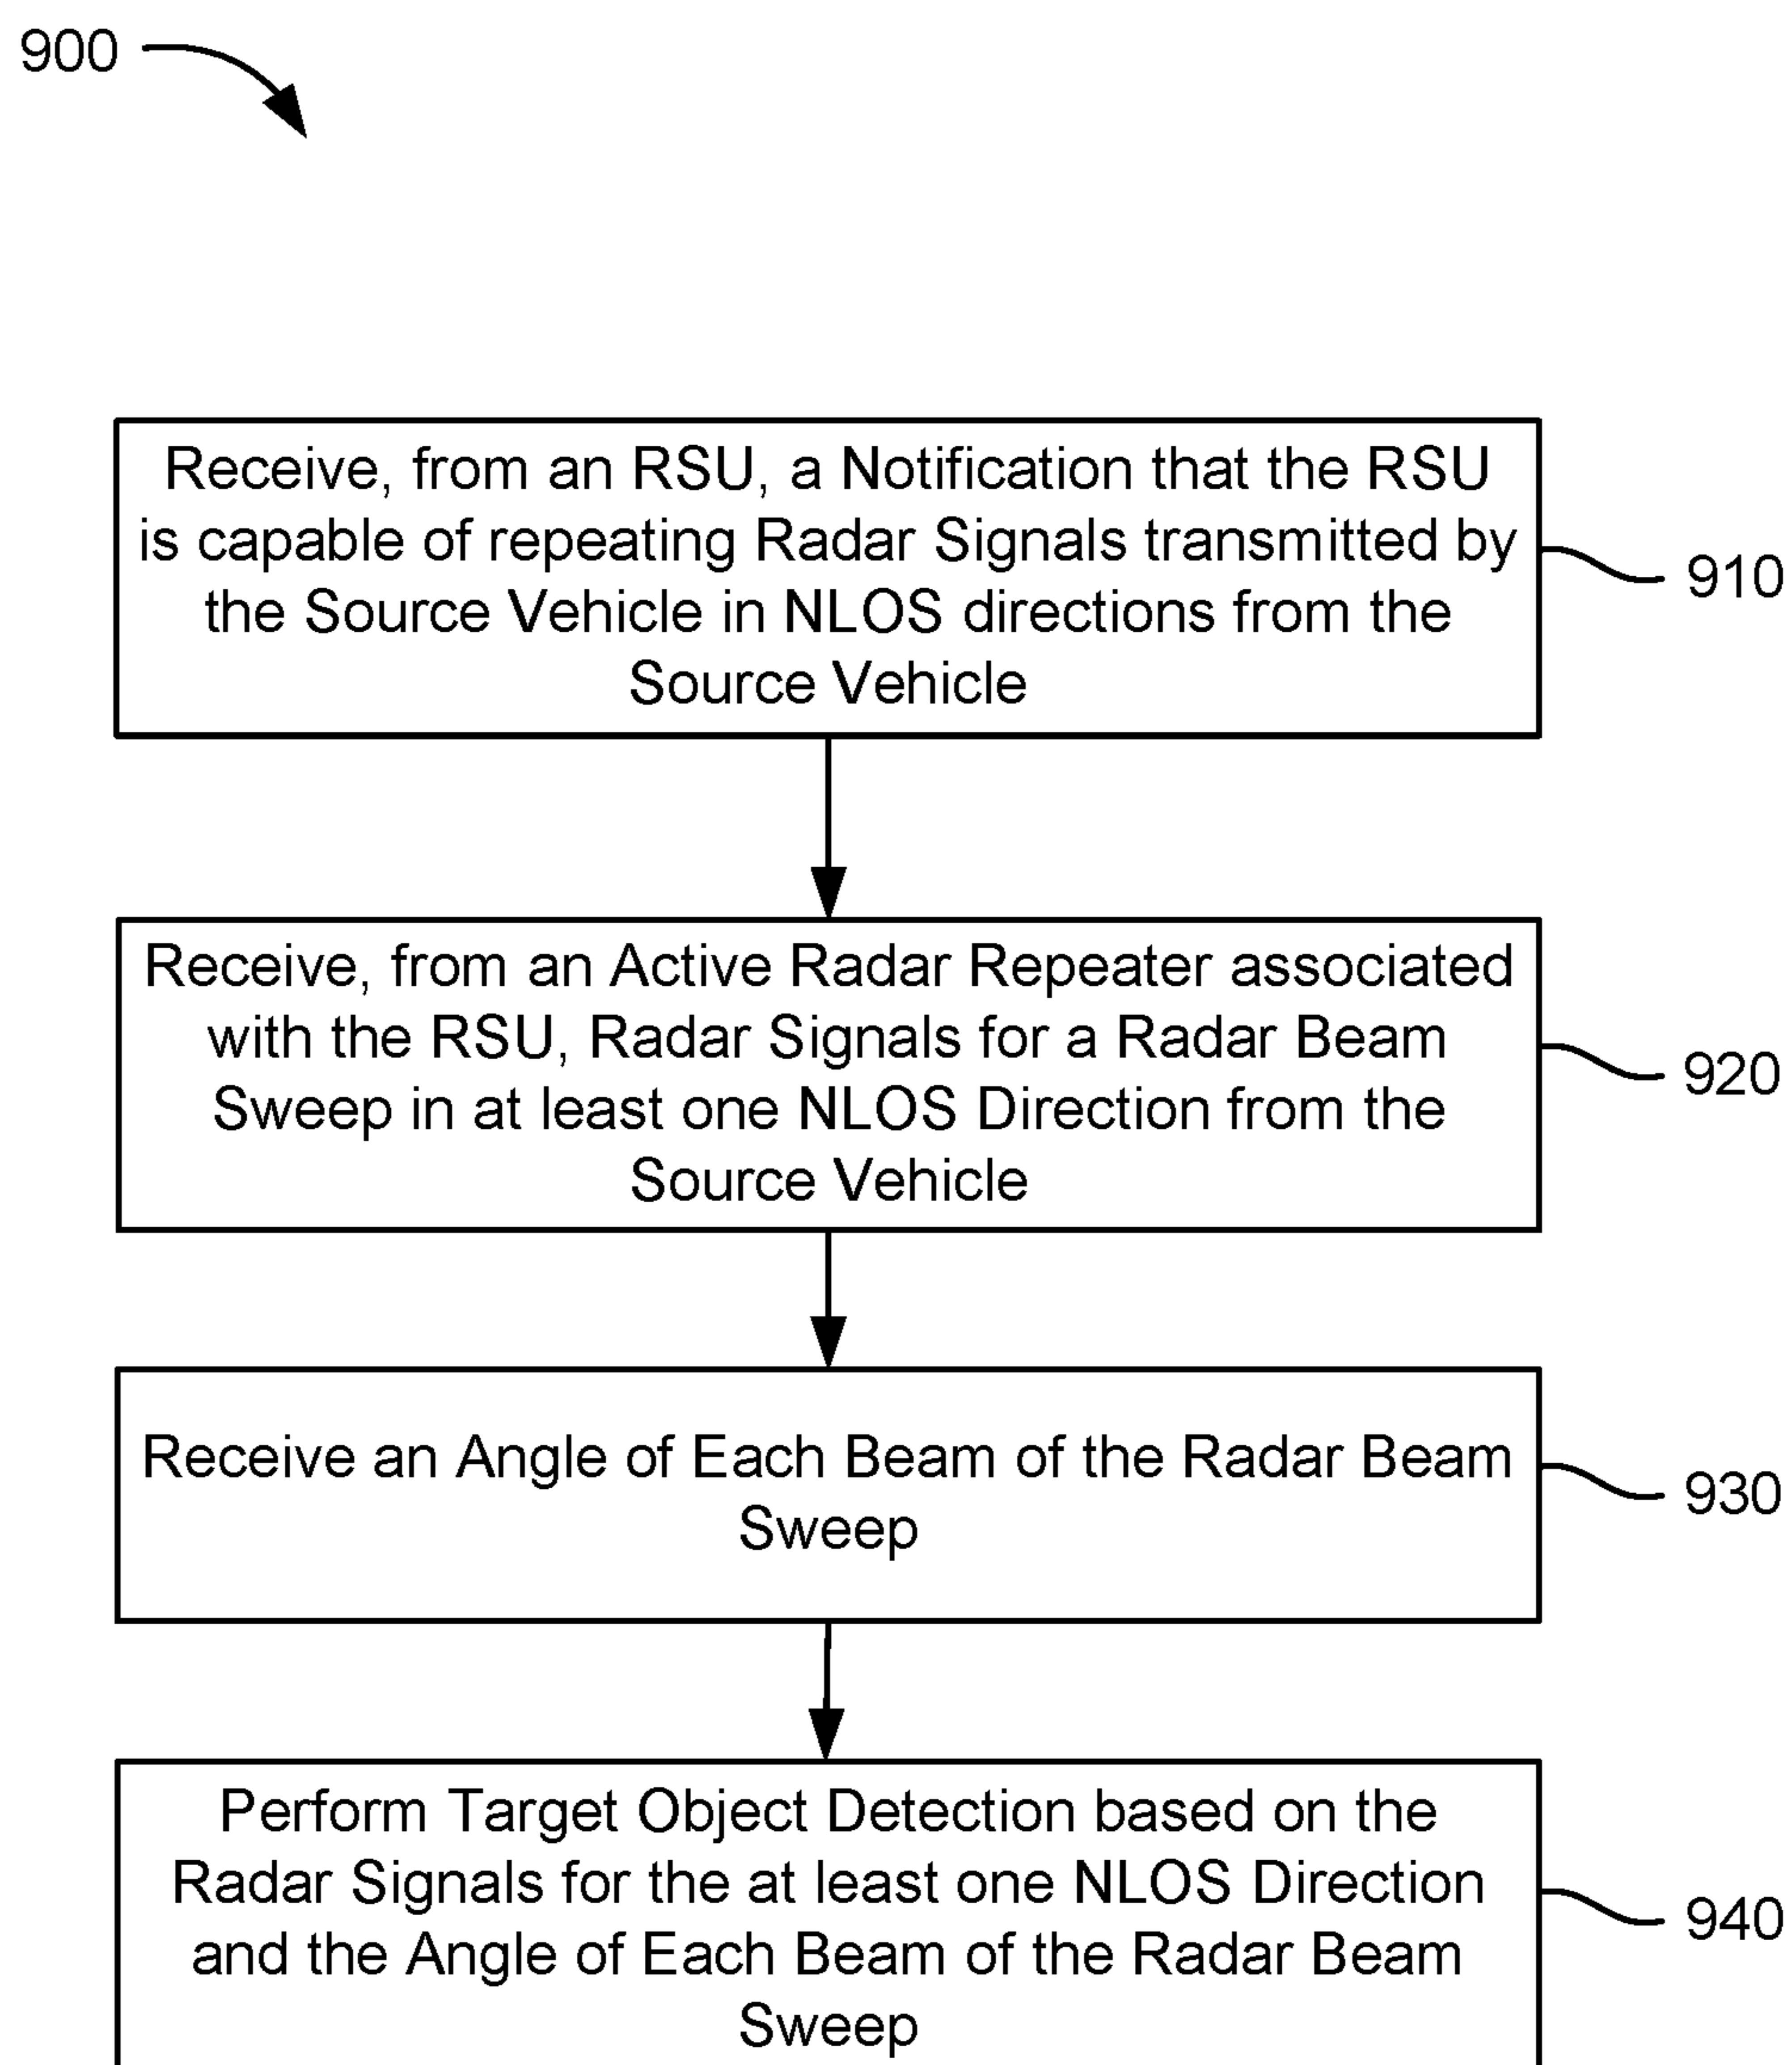 900
Receive, from an RSU, a Notification that the RSU
is capable of repeating Radar Signals transmitted by
the Source Vehicle in NLOS directions from the
Source Vehicle
910
Receive, from an Active Radar Repeater associated
with the RSU, Radar Signals for a Radar Beam
Sweep in at least one NLOS Direction from the
Source Vehicle
920
Receive an Angle of Each Beam of the Radar Beam
Sweep
930
Perform Target Object Detection based on the
Radar Signals for the at least one NLOS Direction
and the Angle of Each Beam of the Radar Beam
Sweep
940